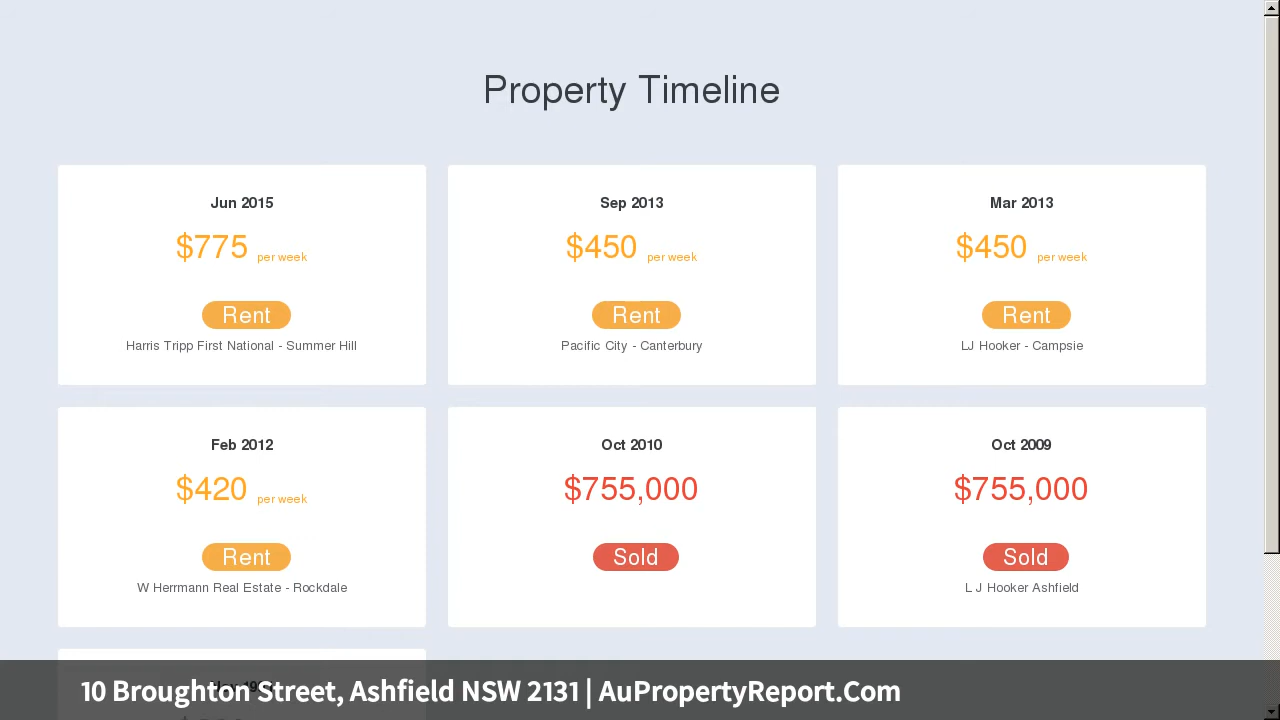 Property Timeline
Jun 2015
$775 per week
Rent
Harris Tripp First National - Summer Hill
Sep 2013
$450 per week
Rent
Pacific City - Canterbury
Mar 2013
$450 per week
Rent
LJ Hooker - Campsie
Feb 2012
$420 per week
Rent
W Herrmann Real Estate - Rockdale
Oct 2010
$755,000
Sold
Oct 2009
$755,000
Sold
L J Hooker Ashfield
10 Broughton Street, Ashfield NSW 2131 | AuPropertyReport.Com